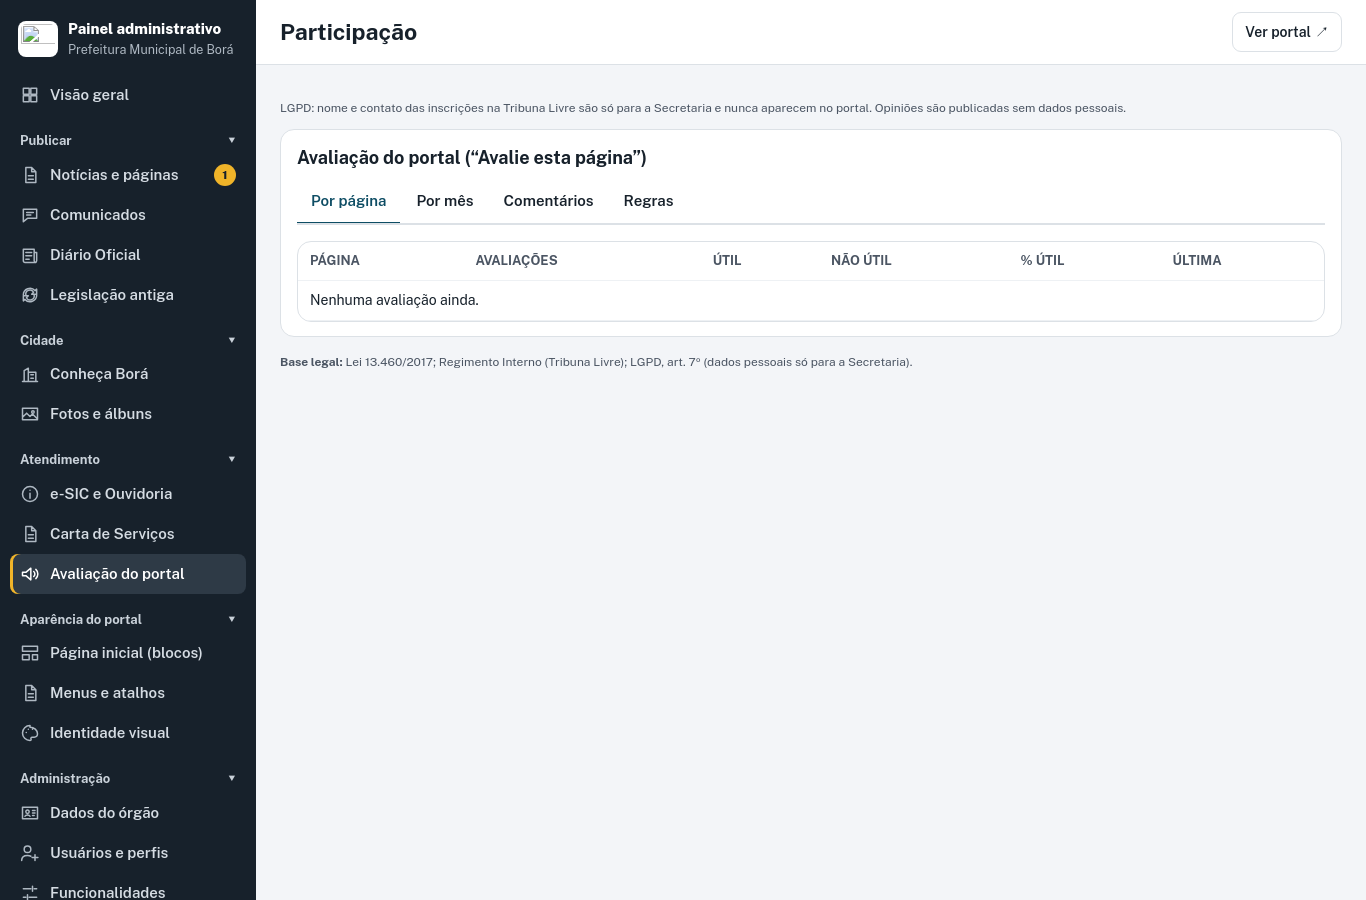 Painel administrativo
Prefeitura Municipal de Borá
Visão geral
Publicar
Notícias e páginas 1
Comunicados
Diário Oficial
Legislação antiga
Cidade
Conheça Borá
Fotos e álbuns
Atendimento
e-SIC e Ouvidoria
Carta de Serviços
Avaliação do portal
Aparência do portal
Página inicial (blocos)
Menus e atalhos
Identidade visual
Administração
Dados do órgão
Usuários e perfis
Funcionalidades
Participação
Ver portal ↗
LGPD: nome e contato das inscrições na Tribuna Livre são só para a Secretaria e nunca aparecem no portal. Opiniões são publicadas sem dados pessoais.
Avaliação do portal (“Avalie esta página”)
Por página Por mês Comentários Regras
PÁGINA AVALIAÇÕES ÚTIL NÃO ÚTIL % ÚTIL ÚLTIMA
Nenhuma avaliação ainda.
Base legal: Lei 13.460/2017; Regimento Interno (Tribuna Livre); LGPD, art. 7º (dados pessoais só para a Secretaria).